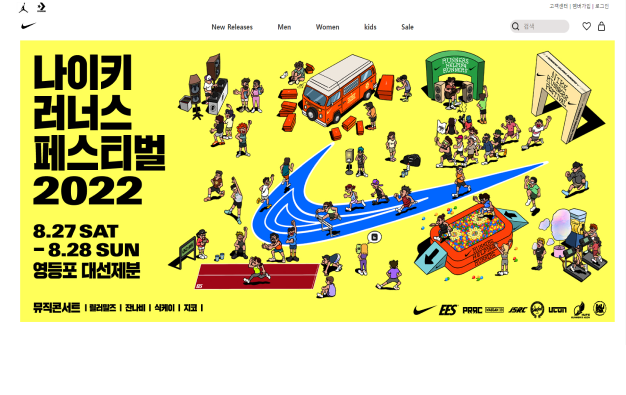 고객센터 | 멤버가입 | 로그인
New Releases Men Women kids Sale
검색
나이키
러너스
페스티벌
2022
8.27 SAT
– 8.28 SUN
영등포 대선제분
RUNNERS
HELPING
RUNNERS
뮤직콘서트 | 릴러말즈 | 잔나비 | 식케이 | 지코 |
EES PRRC JSRC UCON